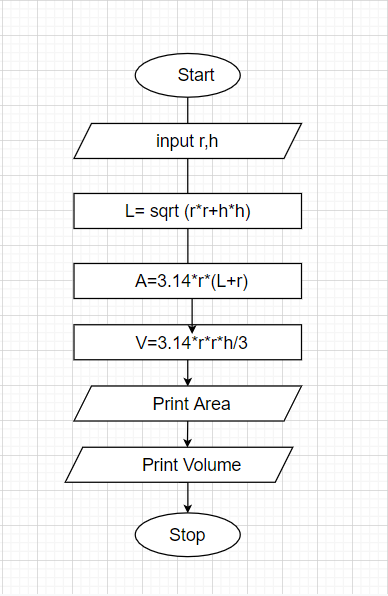 Start
input r,h
L= sqrt (r*r+h*h)
A=3.14*r*(L+r)
V=3.14*r*r*h/3
Print Area
Print Volume
Stop